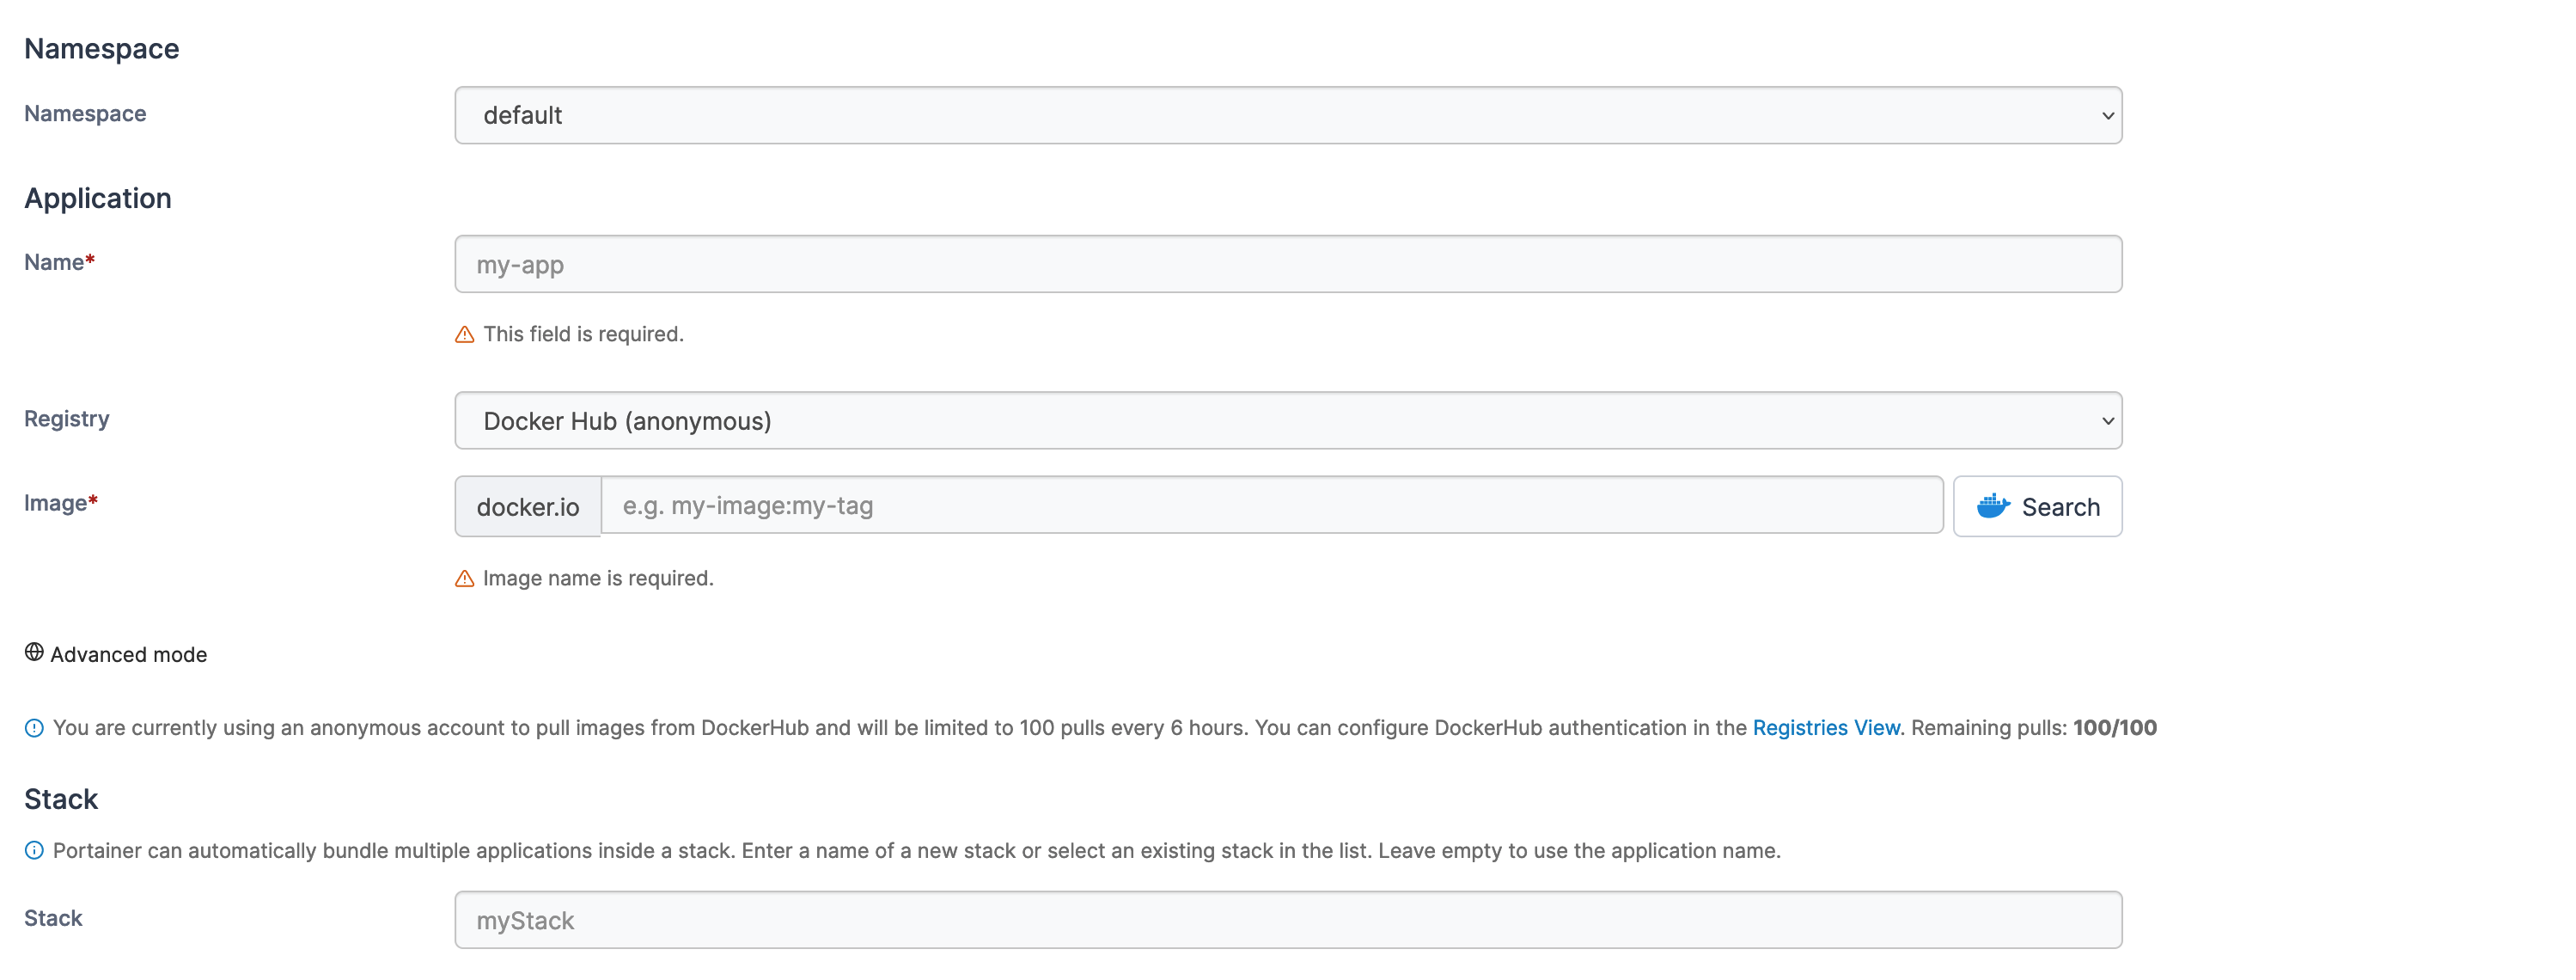 Namespace
Namespace default
Application
Name* my-app
This field is required.
Registry Docker Hub (anonymous)
Image* docker.io e.g. my-image:my-tag Search
Image name is required.
Advanced mode
You are currently using an anonymous account to pull images from DockerHub and will be limited to 100 pulls every 6 hours. You can configure DockerHub authentication in the Registries View. Remaining pulls: 100/100
Stack
Portainer can automatically bundle multiple applications inside a stack. Enter a name of a new stack or select an existing stack in the list. Leave empty to use the application name.
Stack myStack